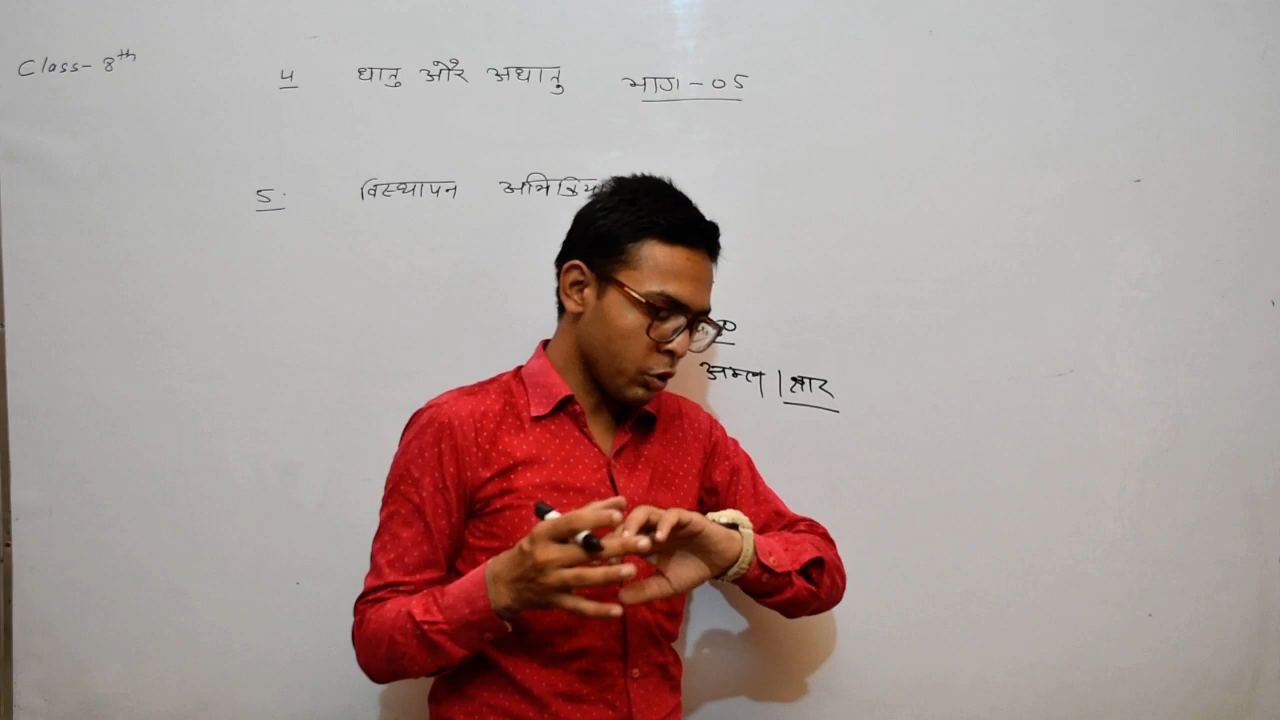 Class- 8th
4 धातु और अधातु भाग - 05
5. विस्थापन
अम्ल | क्षार